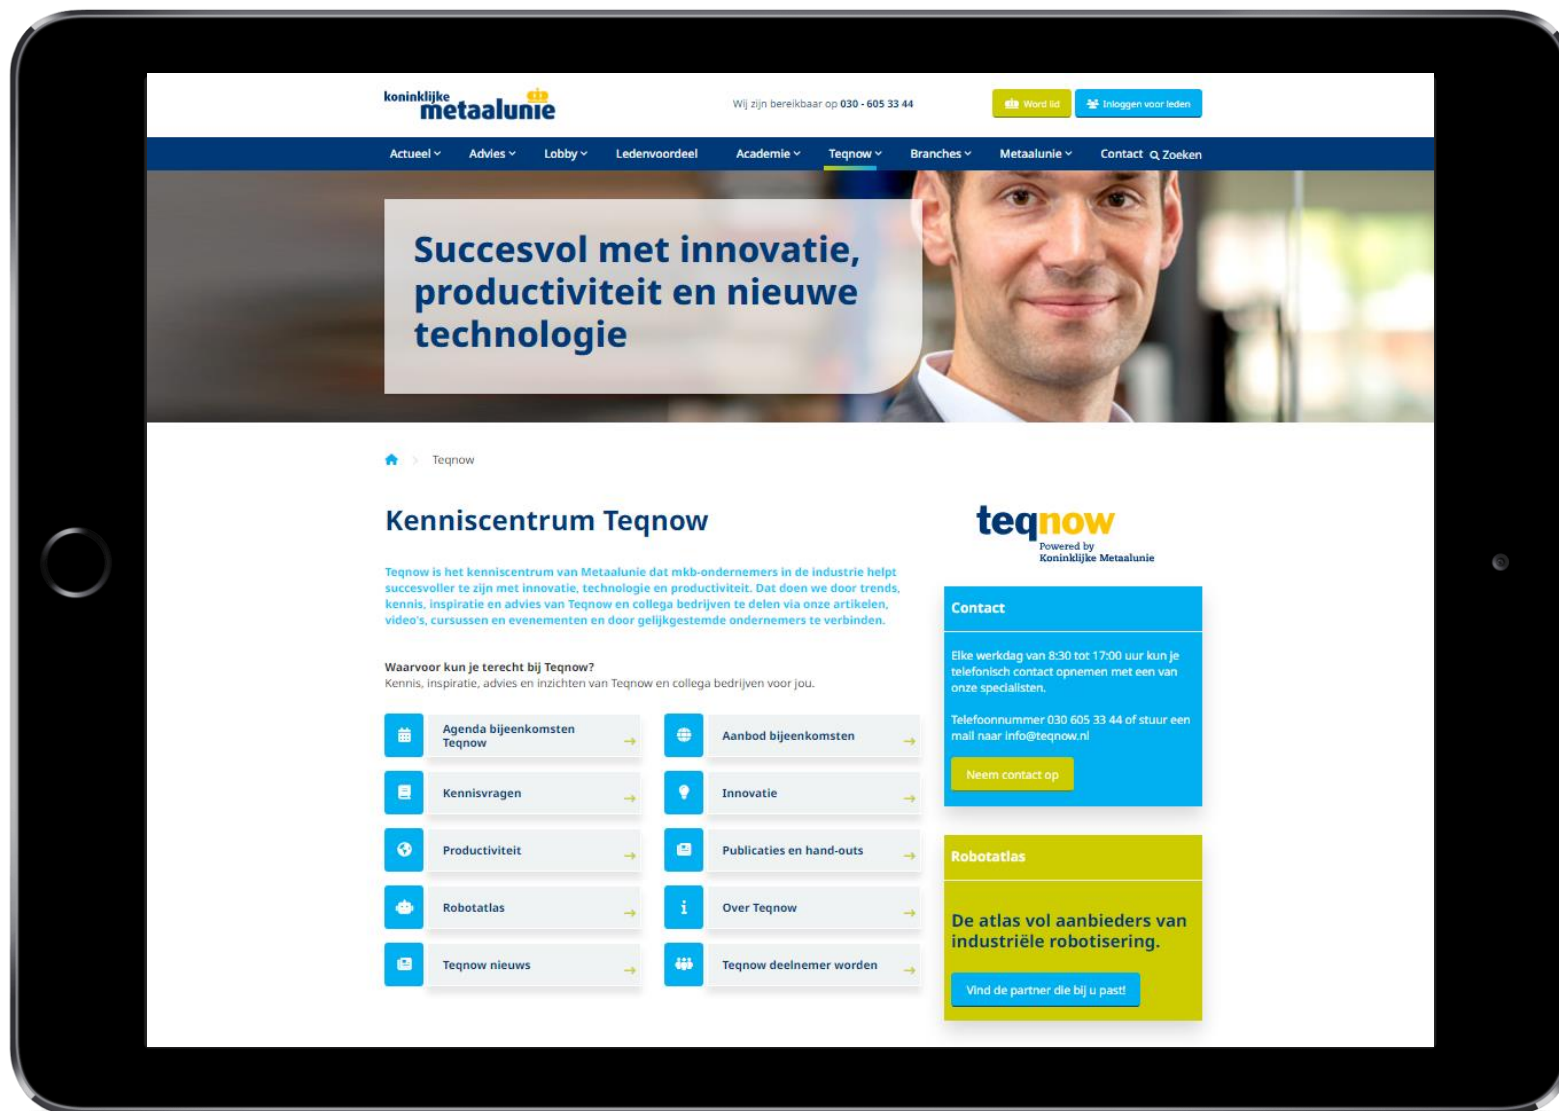 koninklijke
metaalunie
Wij zijn bereikbaar op 030 - 605 33 44
Word lid
Inloggen voor leden
Actueel
Advies
Lobby
Ledenvoordeel
Academie
Teqnow
Branches
Metaalunie
Contact
Zoeken
Succesvol met innovatie,
productiviteit en nieuwe
technologie
Teqnow
Kenniscentrum Teqnow
Teqnow is het kenniscentrum van Metaalunie dat mkb-ondernemers in de industrie helpt
succesvoller te zijn met innovatie, technologie en productiviteit. Dat doen we door trends,
kennis, inspiratie en advies van Teqnow en collega bedrijven te delen via onze artikelen,
video's, cursussen en evenementen en door gelijkgestemde ondernemers te verbinden.
Waarvoor kun je terecht bij Teqnow?
Kennis, inspiratie, advies en inzichten van Teqnow en collega bedrijven voor jou.
Agenda bijeenkomsten
Teqnow
Aanbod bijeenkomsten
Kennisvragen
Innovatie
Productiviteit
Publicaties en hand-outs
Robotatlas
Over Teqnow
Teqnow nieuws
Teqnow deelnemer worden
teqnow
Powered by
Koninklijke Metaalunie
Contact
Elke werkdag van 8:30 tot 17:00 uur kun je
telefonisch contact opnemen met een van
onze specialisten.
Telefoonnummer 030 605 33 44 of stuur een
mail naar info@teqnow.nl
Neem contact op
Robotatlas
De atlas vol aanbieders van
industriële robotisering.
Vind de partner die bij u past!